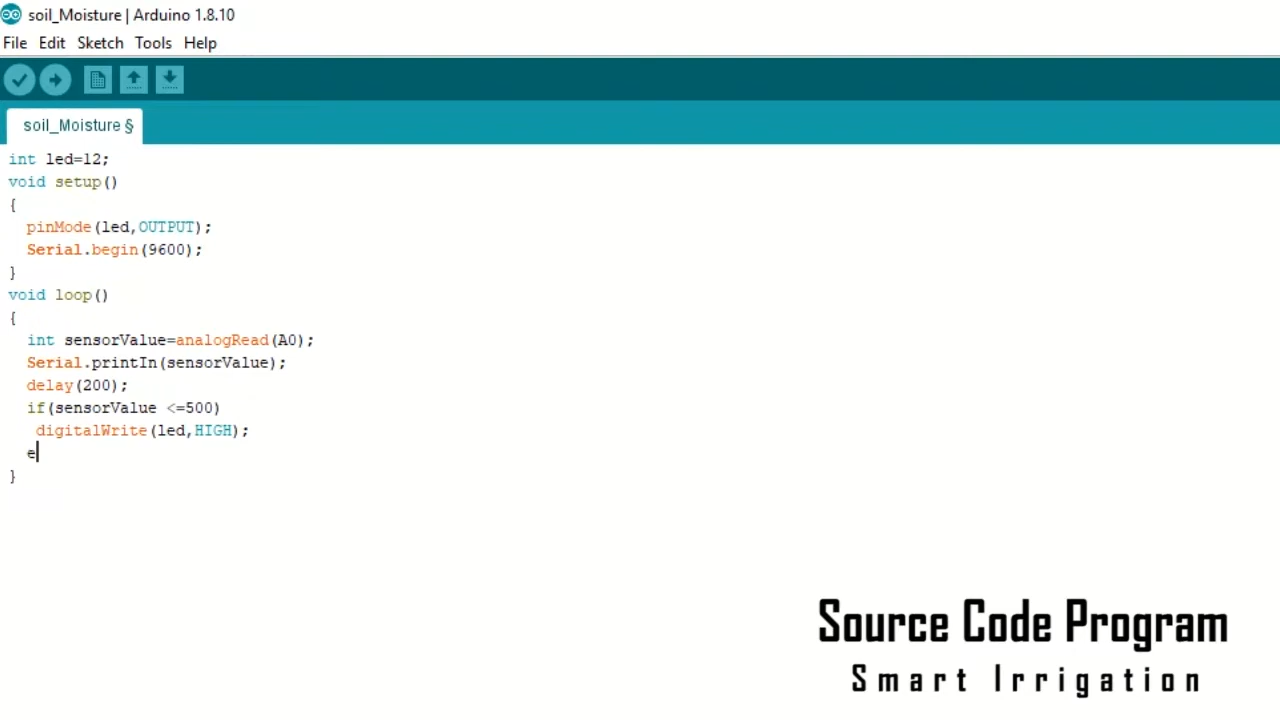 soil_Moisture | Arduino 1.8.10
File Edit Sketch Tools Help
soil_Moisture §
int led=12;
void setup()
{
pinMode(led,OUTPUT);
Serial.begin(9600);
}
void loop()
{
int sensorValue=analogRead(A0);
Serial.printIn(sensorValue);
delay(200);
if(sensorValue <=500)
digitalWrite(led,HIGH);
e
}
Source Code Program
Smart Irrigation